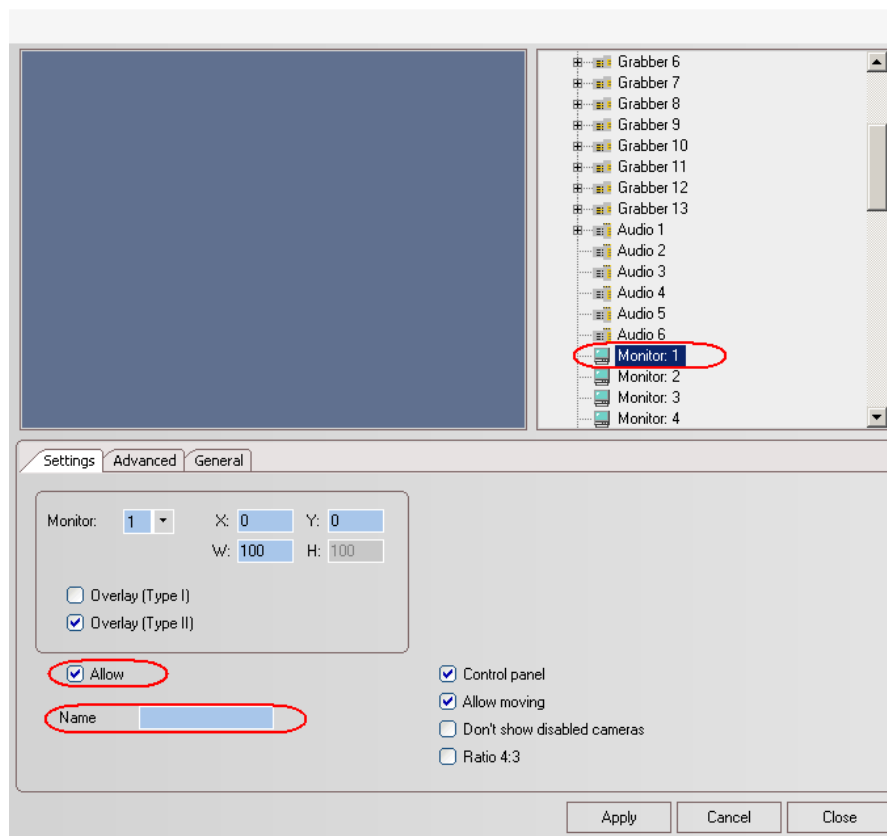 Grabber 6
Grabber 7
Grabber 8
Grabber 9
Grabber 10
Grabber 11
Grabber 12
Grabber 13
Audio 1
Audio 2
Audio 3
Audio 4
Audio 5
Audio 6
Monitor: 1
Monitor: 2
Monitor: 3
Monitor: 4
Settings Advanced General
Monitor: 1 X: 0 Y: 0
W: 100 H: 100
Overlay (Type I)
Overlay (Type II)
Allow
Name
Control panel
Allow moving
Don't show disabled cameras
Ratio 4:3
Apply Cancel Close